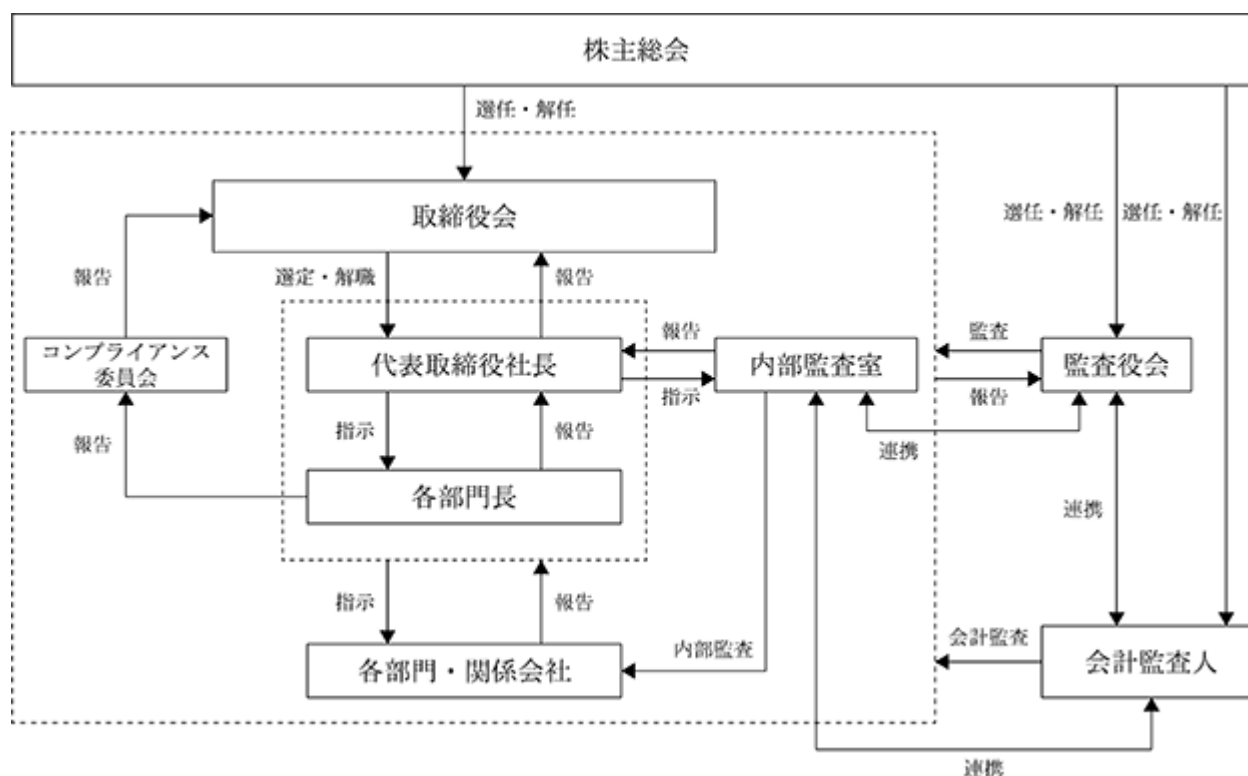 株主総会
選任・解任
取締役会
選任・解任
選任・解任
報告
選定・解職
報告
コンプライアンス
委員会
代表取締役社長
報告
指示
内部監査室
監査
報告
監査役会
報告
指示
報告
連携
各部門長
連携
指示
報告
各部門・関係会社
内部監査
会計監査
会計監査人
連携